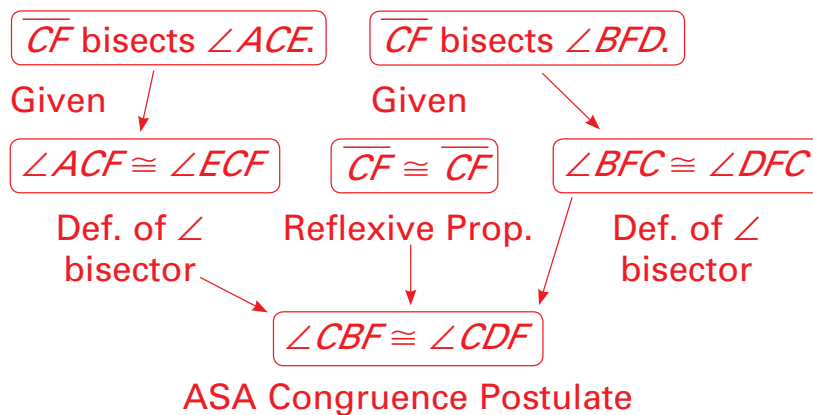 CF bisects ∠ACE. CF bisects ∠BFD.
Given Given
∠ACF ≅ ∠ECF CF ≅ CF ∠BFC ≅ ∠DFC
Def. of ∠ Reflexive Prop. Def. of ∠
bisector bisector
∠CBF ≅ ∠CDF
ASA Congruence Postulate